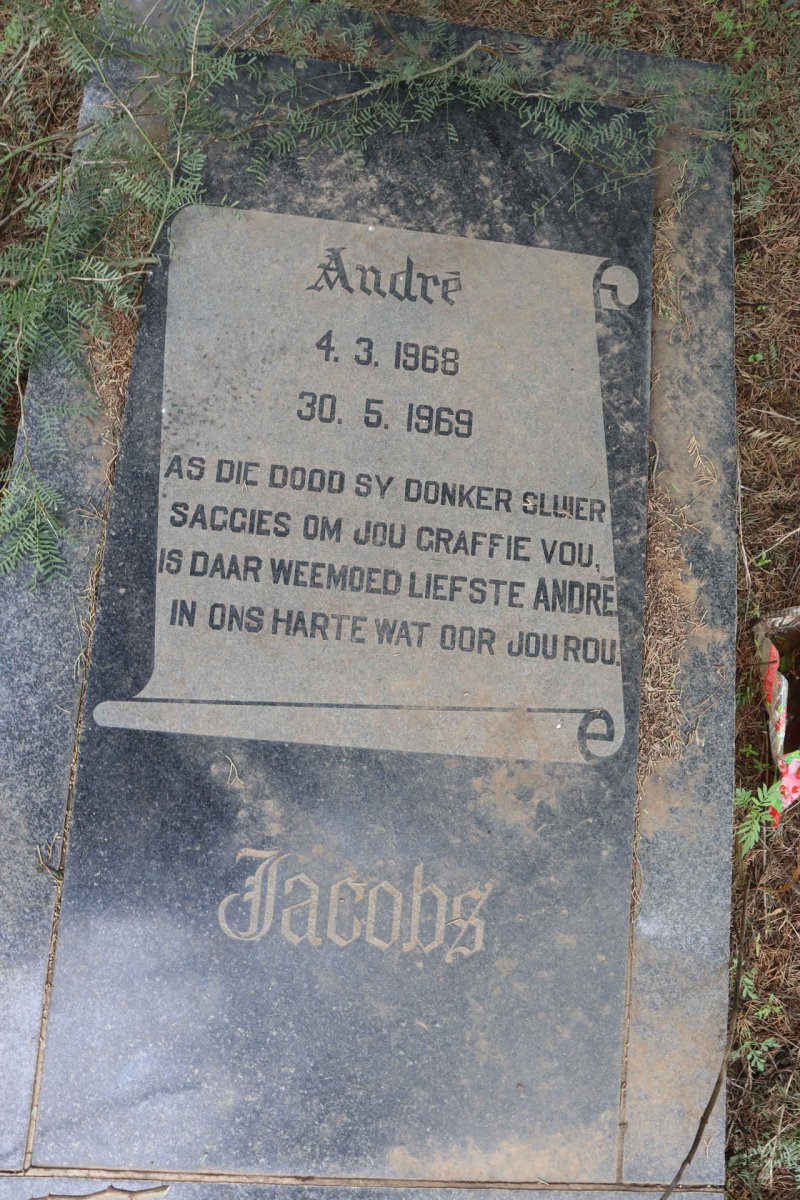 André
4. 3. 1968
30. 5. 1969
AS DIE DOOD SY DONKER SLUIER
SAGGIES OM JOU GRAFFIE VOU,
IS DAAR WEEMOED LIEFSTE ANDRÉ.
IN ONS HARTE WAT OOR JOU ROU.
Jacobs